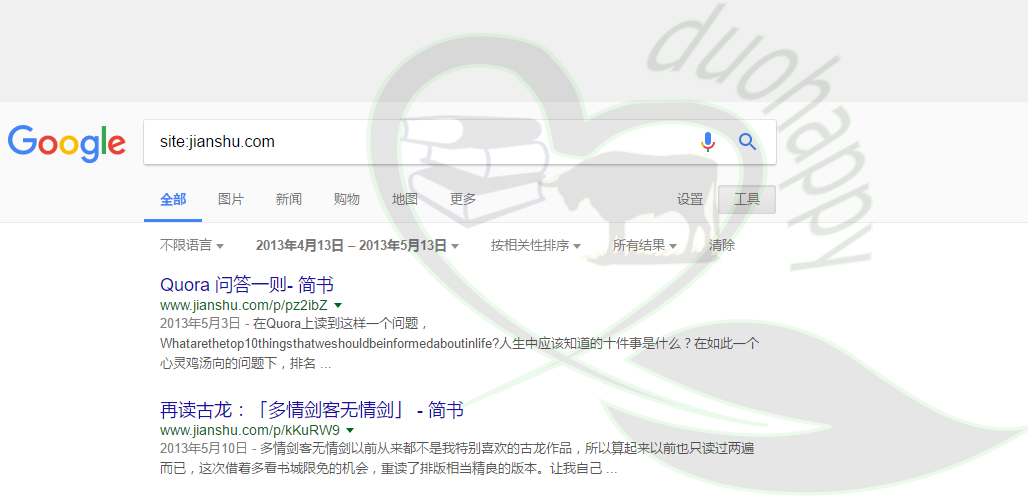 duohappy
Google
site:jianshu.com
全部 图片 新闻 购物 地图 更多 设置 工具
不限语言 2013年4月13日 – 2013年5月13日 按相关性排序 所有结果 清除
Quora 问答一则- 简书
www.jianshu.com/p/pz2ibZ
2013年5月3日 - 在Quora上读到这样一个问题，
Whatarethetop10thingsthatweshouldbeinformedaboutinlife?人生中应该知道的十件事是什么？在如此一个
心灵鸡汤向的问题下，排名 ...
再读古龙：「多情剑客无情剑」 - 简书
www.jianshu.com/p/kKuRW9
2013年5月10日 - 多情剑客无情剑以前从来都不是我特别喜欢的古龙作品，所以算起来以前也只读过两遍
而已，这次借着多看书城限免的机会，重读了排版相当精良的版本。让我自己 ...